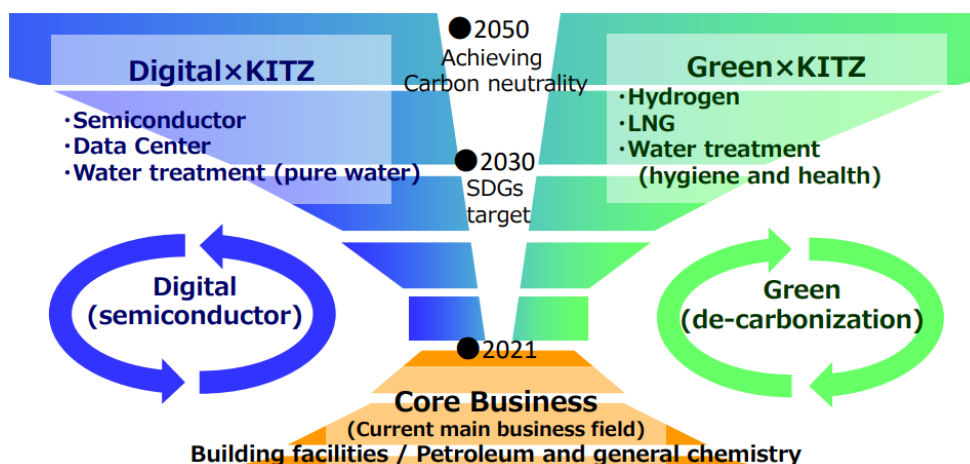 2050
Achieving
Carbon neutrality
Digital×KITZ
・Semiconductor
・Data Center
・Water treatment (pure water)
Green×KITZ
・Hydrogen
・LNG
・Water treatment
(hygiene and health)
2030
SDGs
target
Digital
(semiconductor)
Green
(de-carbonization)
2021
Core Business
(Current main business field)
Building facilities / Petroleum and general chemistry